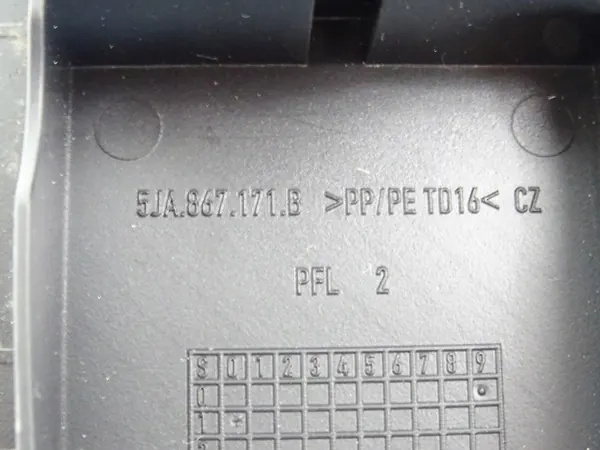 5JA.867.171.B >PP/PE TD16< CZ
PFL 2
S 0 1 2 3 4 5 6 7 8 9
0
1